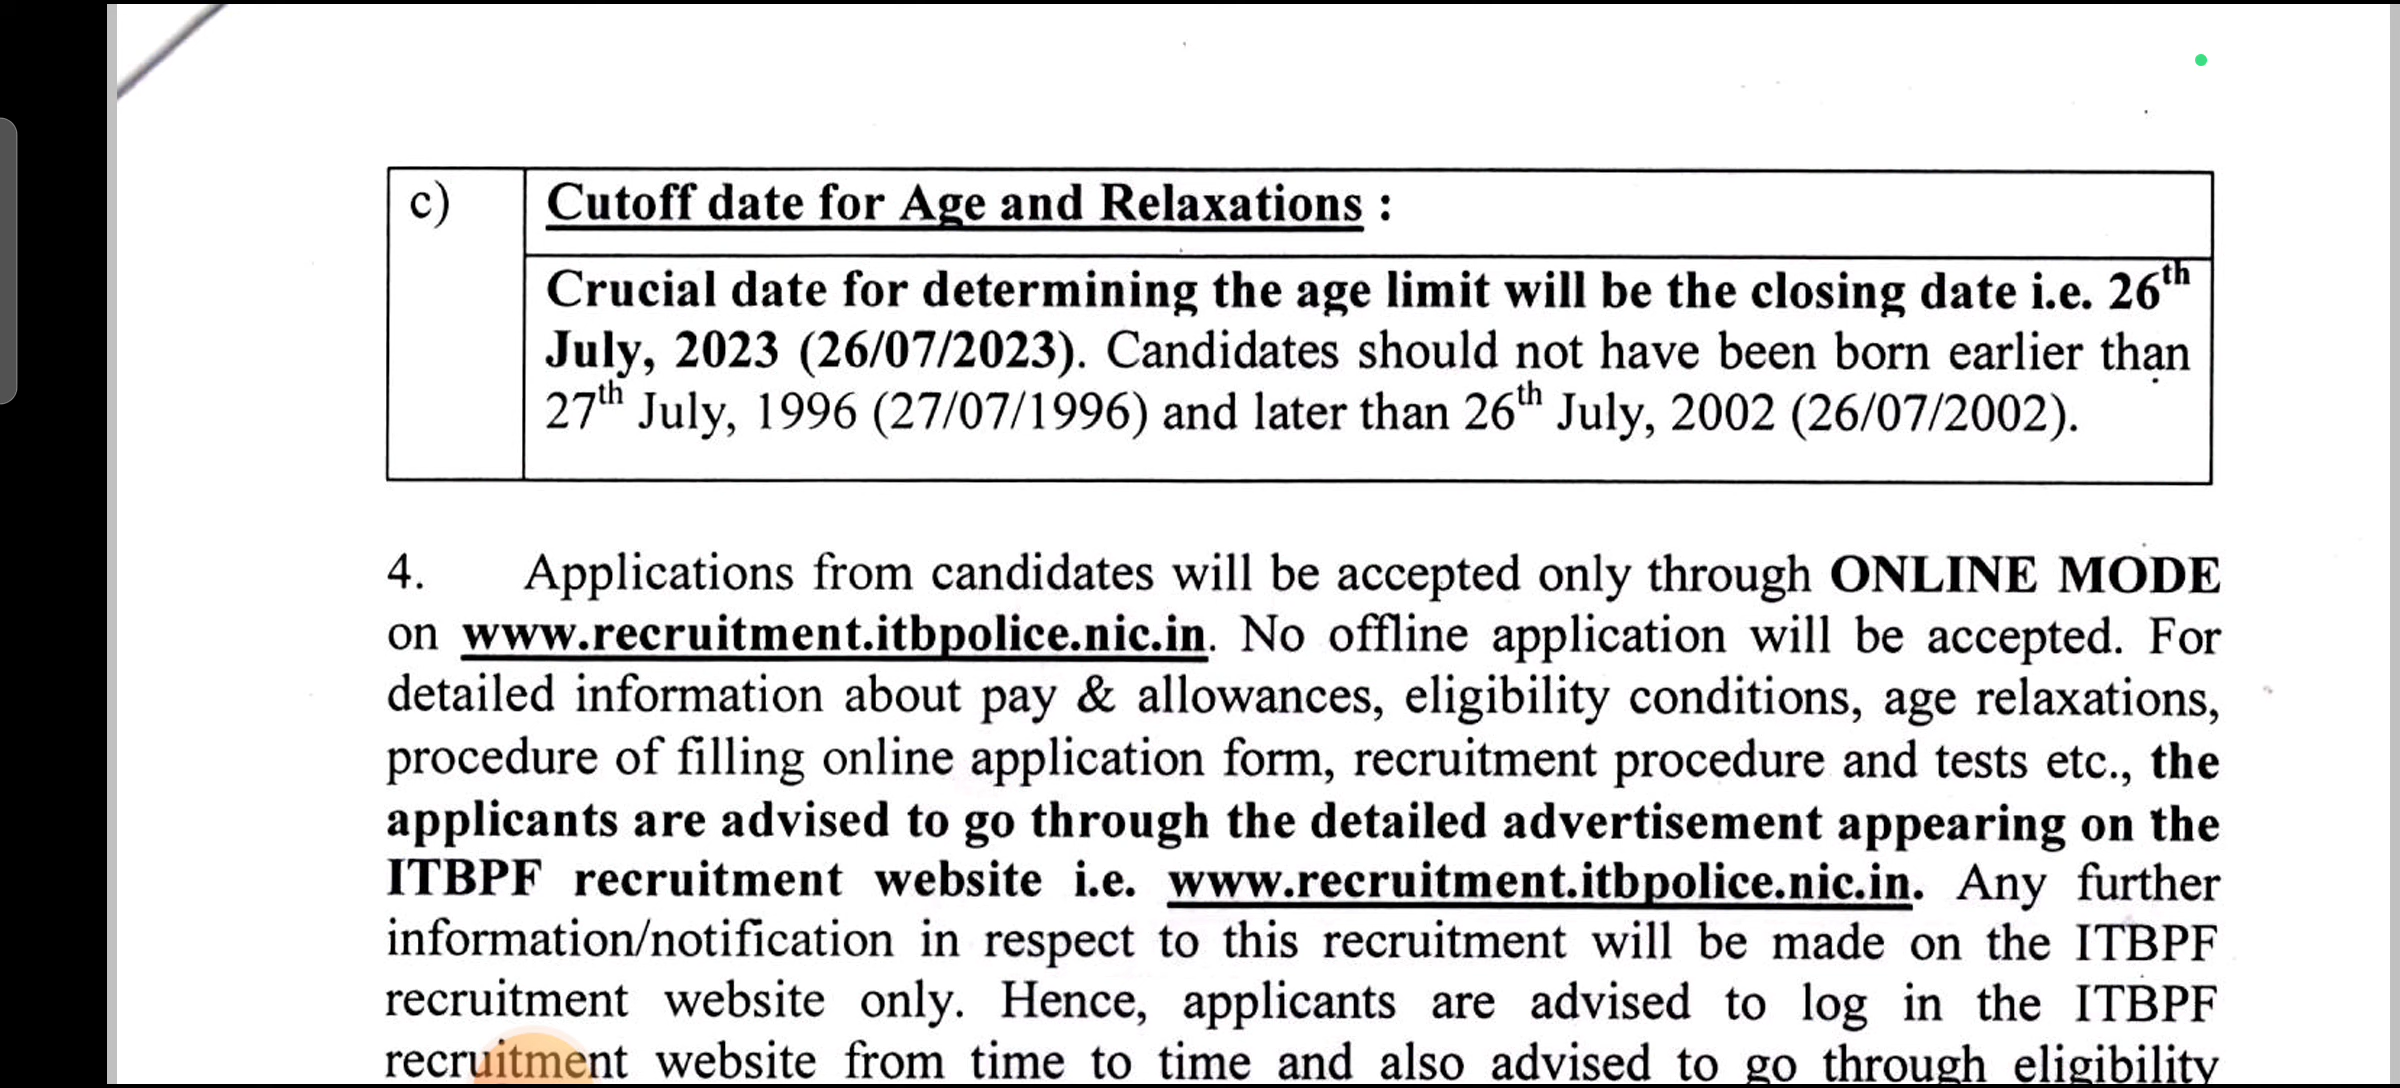 c) Cutoff date for Age and Relaxations :
Crucial date for determining the age limit will be the closing date i.e. 26th
July, 2023 (26/07/2023). Candidates should not have been born earlier than
27th July, 1996 (27/07/1996) and later than 26th July, 2002 (26/07/2002).
4. Applications from candidates will be accepted only through ONLINE MODE
on www.recruitment.itbpolice.nic.in. No offline application will be accepted. For
detailed information about pay & allowances, eligibility conditions, age relaxations,
procedure of filling online application form, recruitment procedure and tests etc., the
applicants are advised to go through the detailed advertisement appearing on the
ITBPF recruitment website i.e. www.recruitment.itbpolice.nic.in. Any further
information/notification in respect to this recruitment will be made on the ITBPF
recruitment website only. Hence, applicants are advised to log in the ITBPF
recruitment website from time to time and also advised to go through eligibility